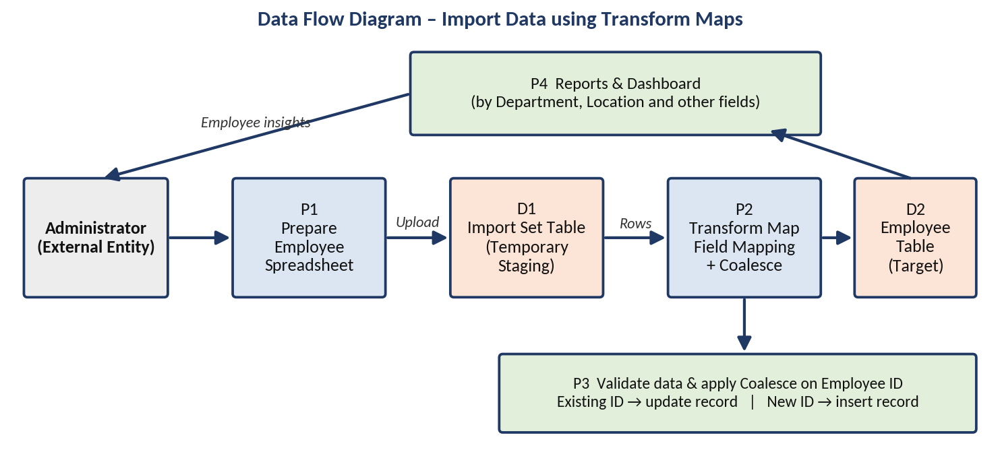 Data Flow Diagram – Import Data using Transform Maps
P4  Reports & Dashboard
(by Department, Location and other fields)
Employee insights
Administrator
(External Entity)
P1
Prepare
Employee
Spreadsheet
Upload
D1
Import Set Table
(Temporary
Staging)
Rows
P2
Transform Map
Field Mapping
+ Coalesce
D2
Employee
Table
(Target)
P3  Validate data & apply Coalesce on Employee ID
Existing ID → update record   |   New ID → insert record